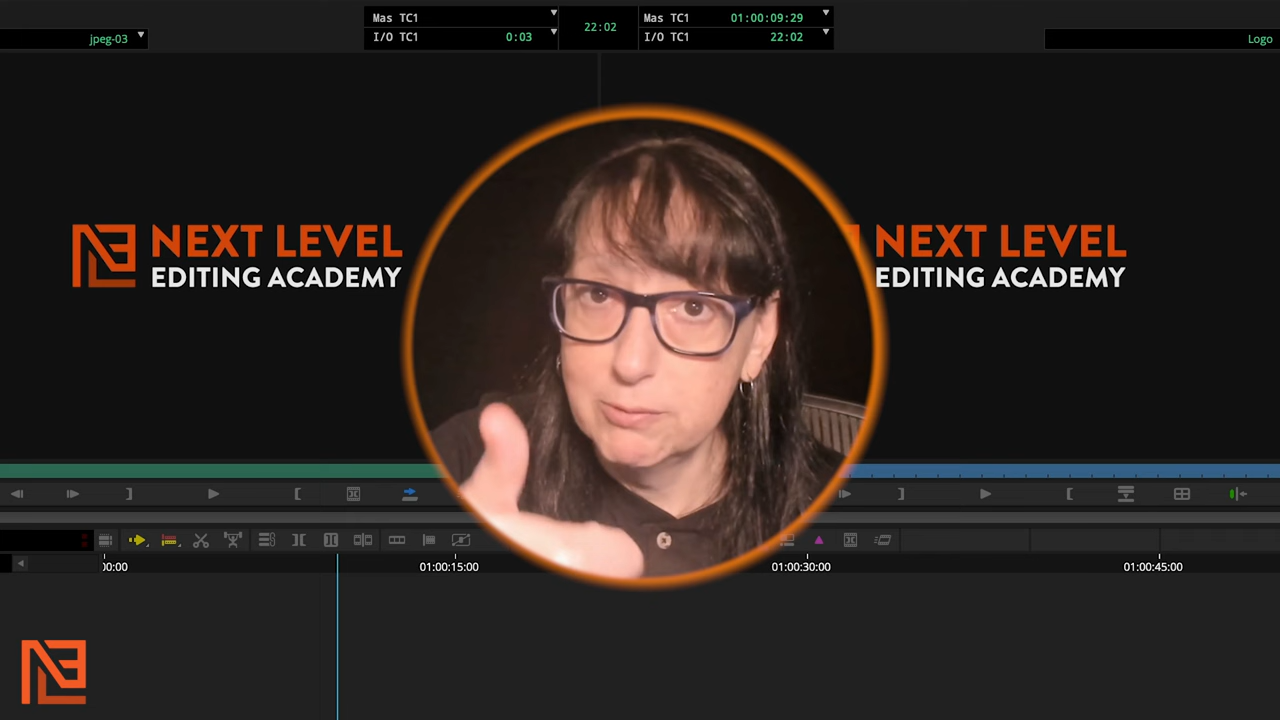 Mas TC1
I/O TC1 0:03
22:02
Mas TC1 01:00:09:29
I/O TC1 22:02
jpeg-03
Logo
NEXT LEVEL
EDITING ACADEMY
NEXT LEVEL
EDITING ACADEMY
00:00
01:00:15:00
01:00:30:00
01:00:45:00